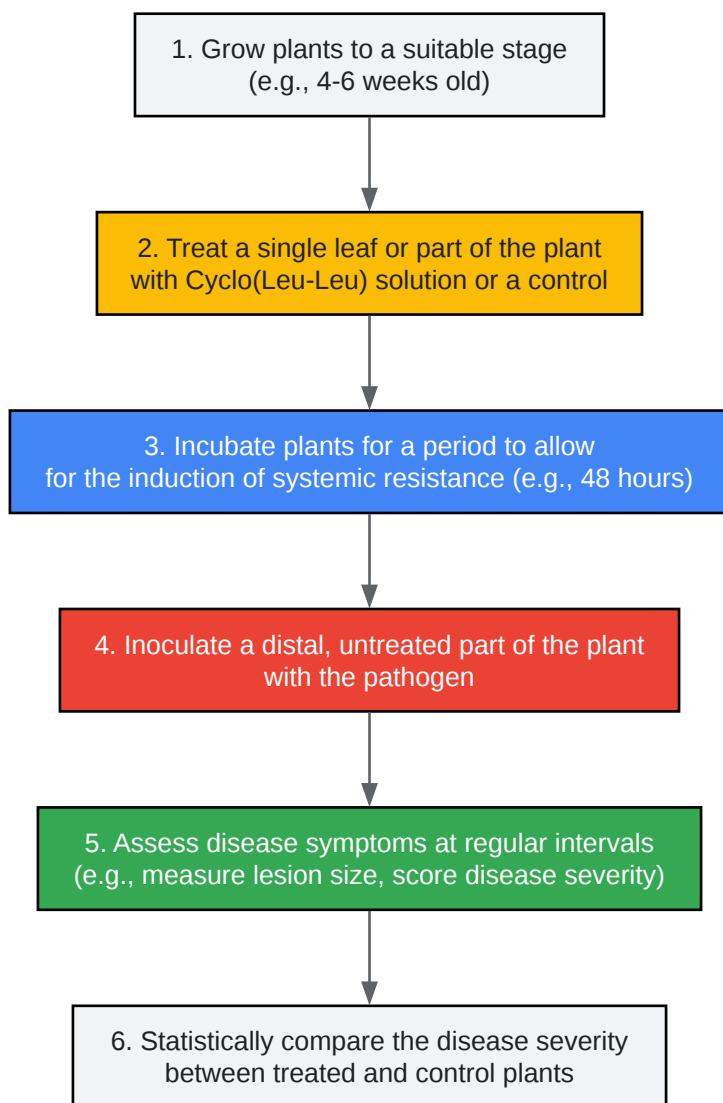 1. Grow plants to a suitable stage
(e.g., 4-6 weeks old)
2. Treat a single leaf or part of the plant
with Cyclo(Leu-Leu) solution or a control
3. Incubate plants for a period to allow
for the induction of systemic resistance (e.g., 48 hours)
4. Inoculate a distal, untreated part of the plant
with the pathogen
5. Assess disease symptoms at regular intervals
(e.g., measure lesion size, score disease severity)
6. Statistically compare the disease severity
between treated and control plants